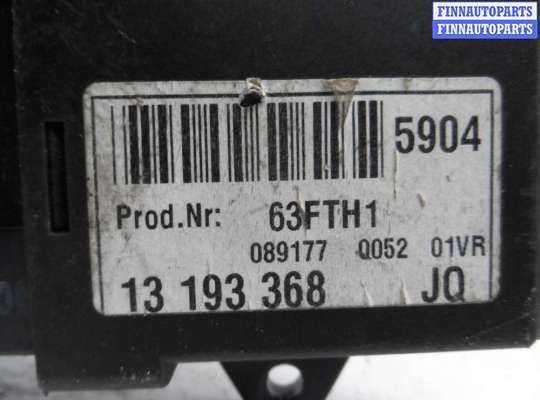 FINNAUTOPARTS
FINNAUTOPARTS
5904
Prod.Nr: 63FTH1
089177 Q052 01VR
13 193 368 JQ